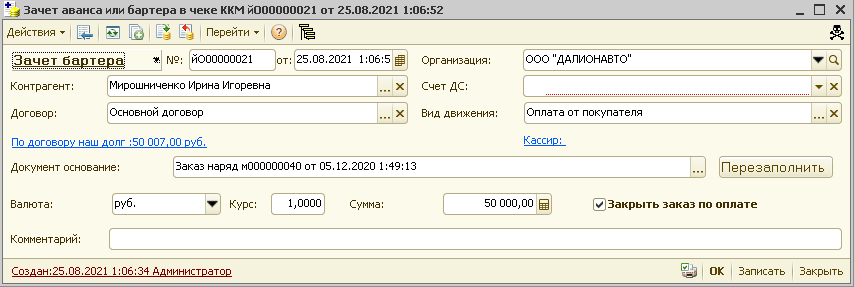 Зачет аванса или бартера в чеке ККМ йО00000021 от 25.08.2021 1:06:52
Действия Перейти
Зачет бартера №: йО00000021 от: 25.08.2021 1:06:5 Организация: ООО "ДАЛИОНАВТО"
Контрагент: Мирошниченко Ирина Игоревна ... Счет ДС:
Договор: Основной договор ... Вид движения: Оплата от покупателя ...
По договору наш долг :50 007,00 руб. Кассир:
Документ основание: Заказ наряд м000000040 от 05.12.2020 1:49:13 ... Перезаполнить
Валюта: руб. Курс: 1,0000 Сумма: 50 000,00 Закрыть заказ по оплате
Комментарий:
Создан:25.08.2021 1:06:34 Администратор OK Записать Закрыть